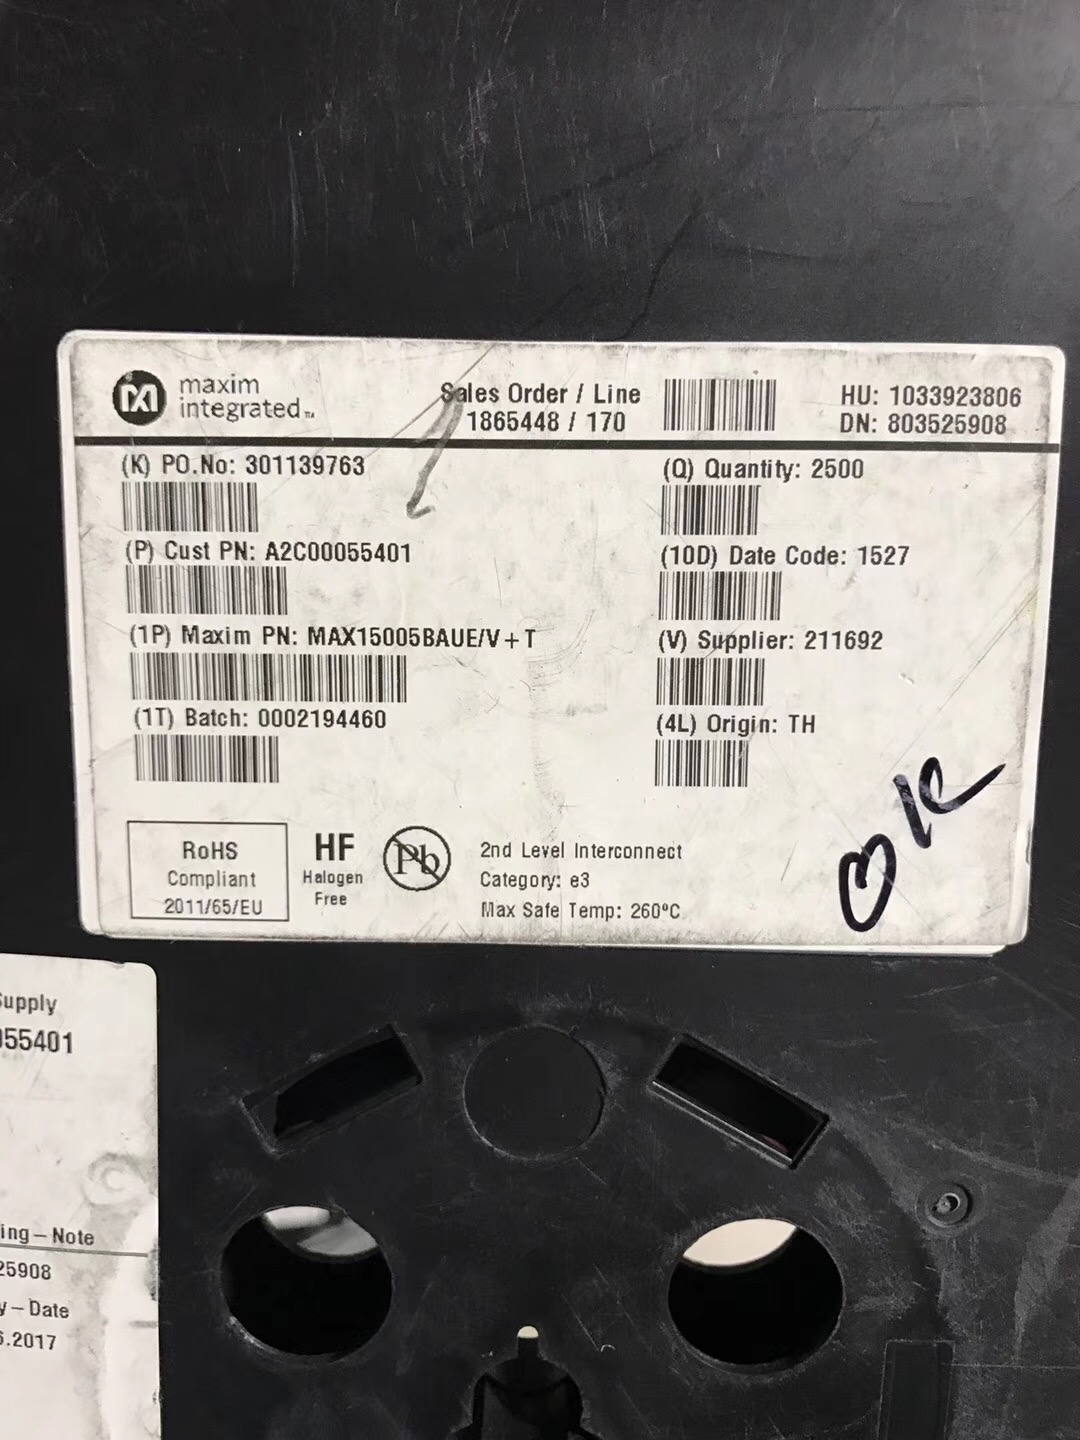 maxim
integrated™
Sales Order / Line
1865448 / 170
HU: 1033923806
DN: 803525908
(K) PO.No: 301139763
(Q) Quantity: 2500
(P) Cust PN: A2C00055401
(10D) Date Code: 1527
(1P) Maxim PN: MAX15005BAUE/V+T
(V) Supplier: 211692
(1T) Batch: 0002194460
(4L) Origin: TH
RoHS
Compliant
2011/65/EU
HF
Halogen
Free
Pb
2nd Level Interconnect
Category: e3
Max Safe Temp: 260°C
OK
Supply
055401
ing-Note
25908
y-Date
6.2017